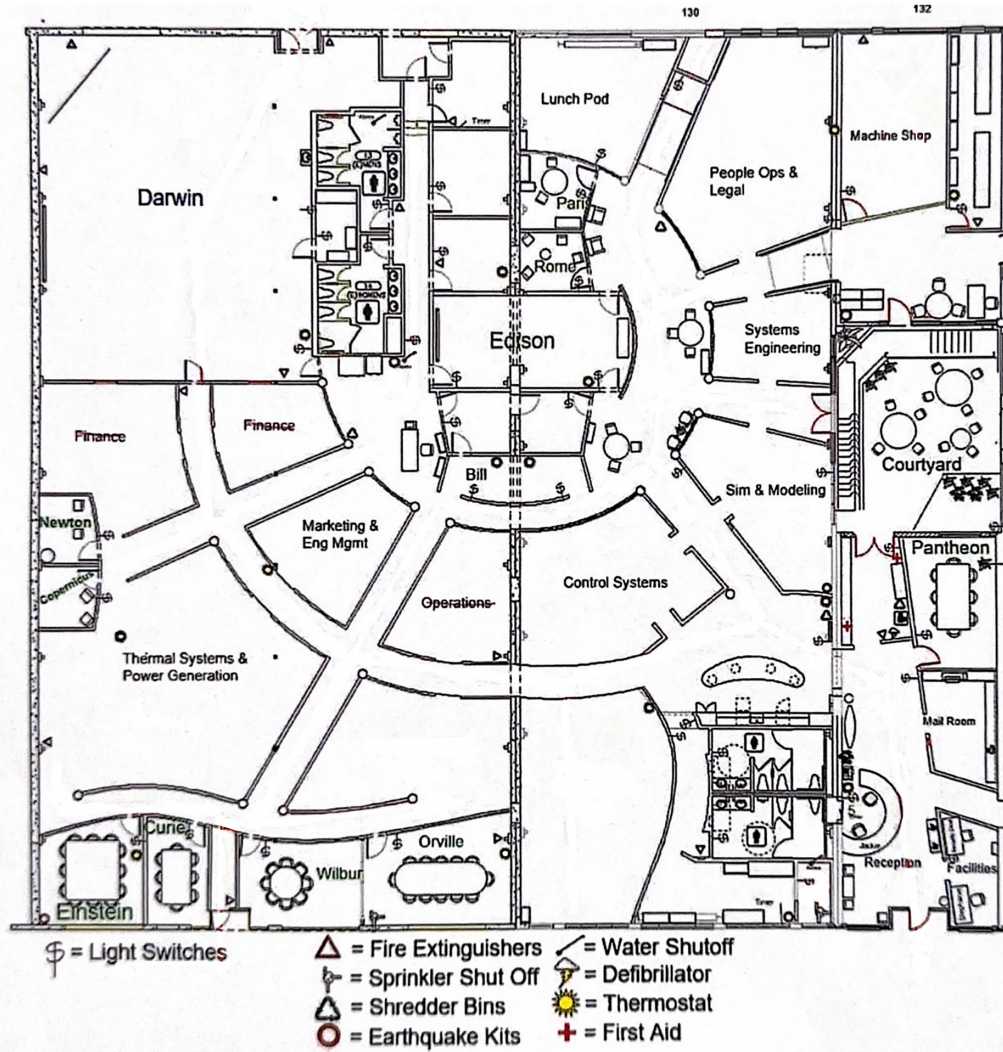 130
132
Lunch Pod
Machine Shop
People Ops &
Legal
Darwin
Paris
Rome
Edison
Systems
Engineering
Finance
Finance
Courtyard
Bill
Sim & Modeling
Newton
Marketing &
Eng Mgmt
Pantheon
Copernicus
Control Systems
Operations
Thermal Systems &
Power Generation
Mail Room
Curie
Orville
Wilbur
Reception
Facilities
Einstein
Timer
= Light Switches
= Fire Extinguishers
= Water Shutoff
= Sprinkler Shut Off
= Defibrillator
= Shredder Bins
= Thermostat
= Earthquake Kits
= First Aid